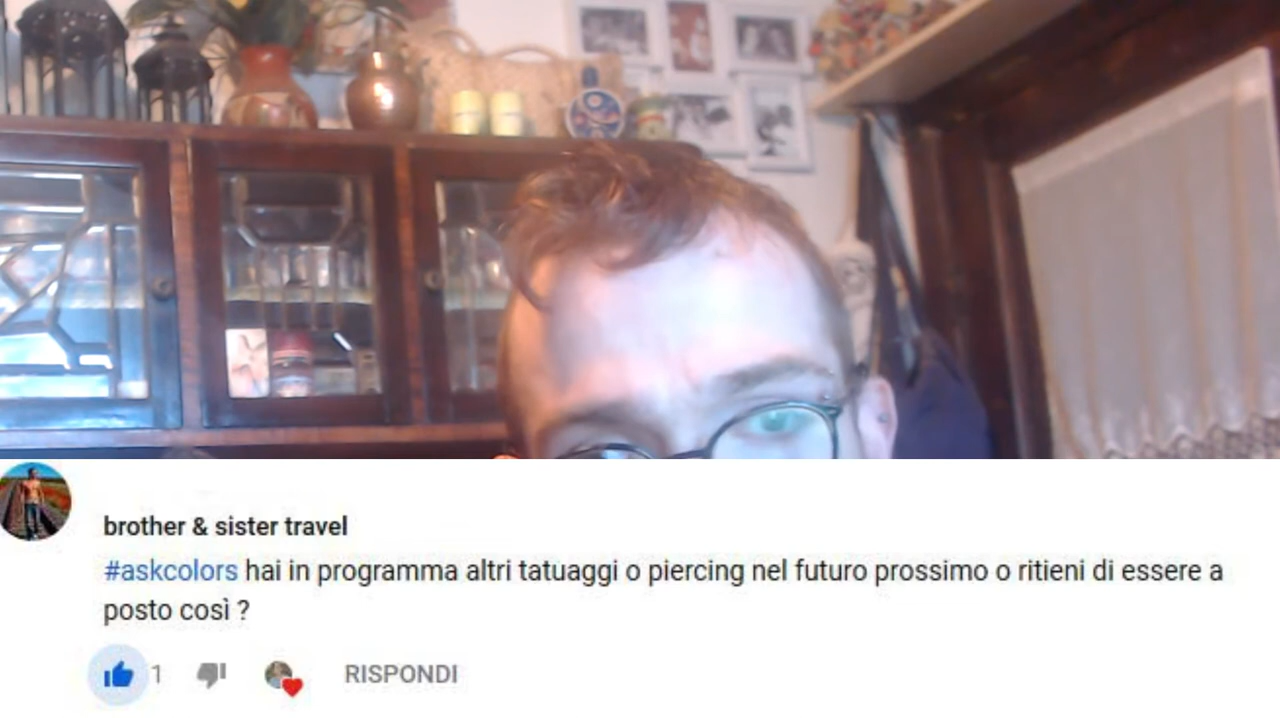 brother & sister travel
#askcolors hai in programma altri tatuaggi o piercing nel futuro prossimo o ritieni di essere a
posto così ?
1
RISPONDI